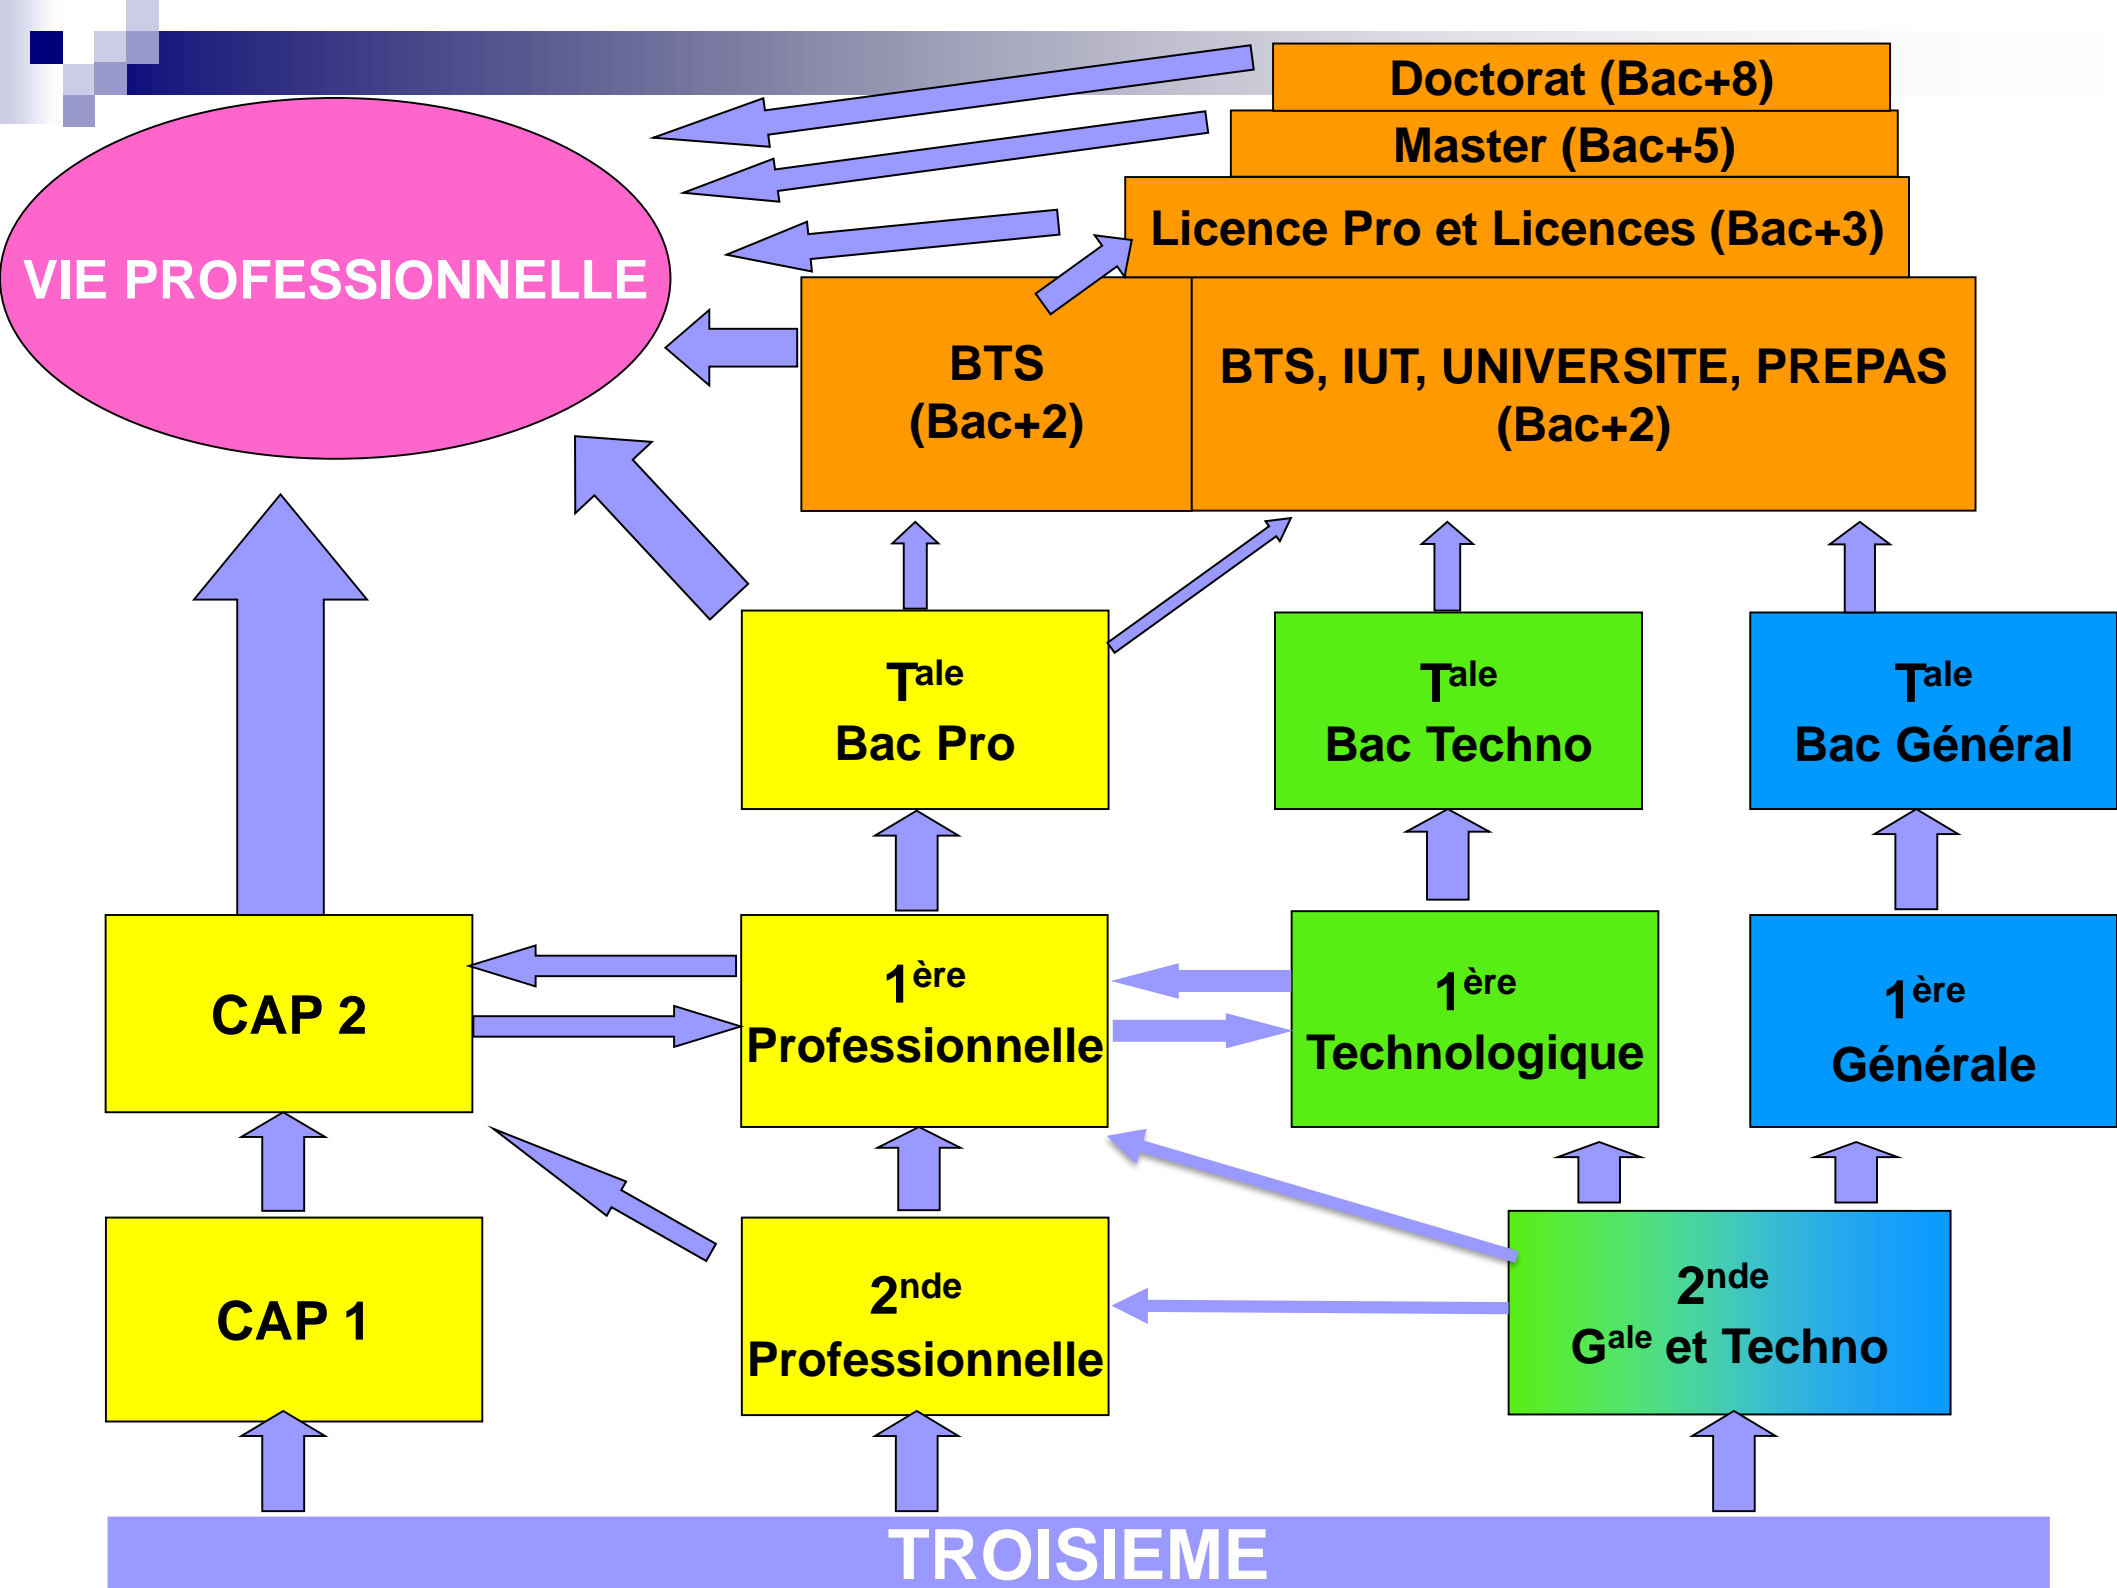 Doctorat (Bac+8)
Master (Bac+5)
Licence Pro et Licences (Bac+3)
VIE PROFESSIONNELLE
BTS
(Bac+2)
BTS, IUT, UNIVERSITE, PREPAS
(Bac+2)
Tale
Bac Pro
Tale
Bac Techno
Tale
Bac Général
CAP 2
1ère
Professionnelle
1ère
Technologique
1ère
Générale
CAP 1
2nde
Professionnelle
2nde
Gale et Techno
TROISIEME